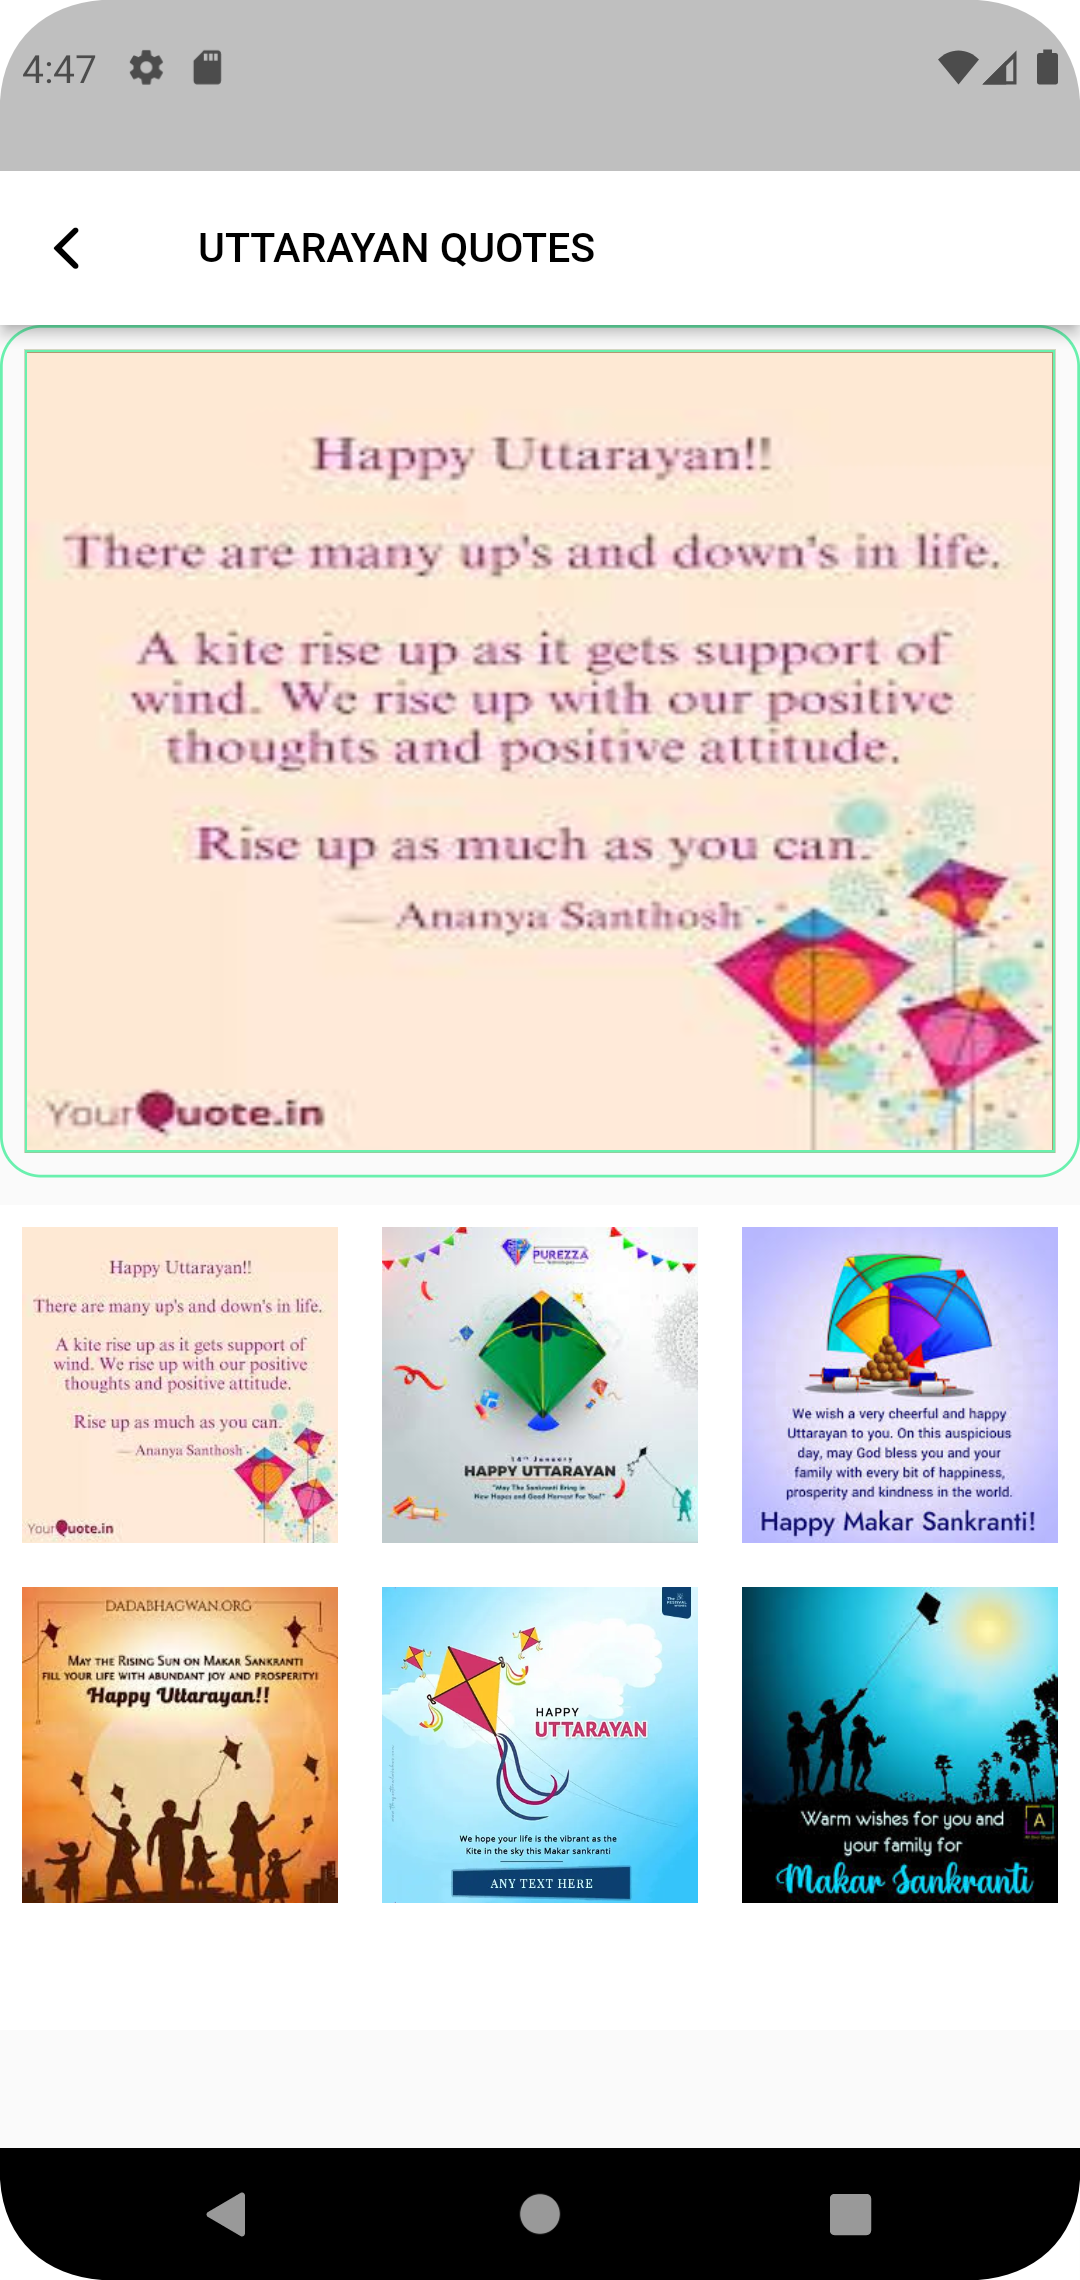 4:47
UTTARAYAN QUOTES
Happy Uttarayan!!
There are many up's and down's in life.
A kite rise up as it gets support of
wind. We rise up with our positive
thoughts and positive attitude.
Rise up as much as you can.
— Ananya Santhosh
YourQuote.in
Happy Uttarayan!!
There are many up's and down's in life.
A kite rise up as it gets support of
wind. We rise up with our positive
thoughts and positive attitude.
Rise up as much as you can.
— Ananya Santhosh
YourQuote.in
PUREZZA
14th January
HAPPY UTTARAYAN
"May The Sankranti Bring in
New Hopes and Good Harvest For You!"
We wish a very cheerful and happy
Uttarayan to you. On this auspicious
day, may God bless you and your
family with every bit of happiness,
prosperity and kindness in the world.
Happy Makar Sankranti!
DADABHAGWAN.ORG
MAY THE RISING SUN ON MAKAR SANKRANTI
FILL YOUR LIFE WITH ABUNDANT JOY AND PROSPERITY!
Happy Uttarayan!!
HAPPY
UTTARAYAN
We hope your life is the vibrant as the
Kite in the sky this Makar sankranti
ANY TEXT HERE
Warm wishes for you and
your family for
Makar Sankranti
A